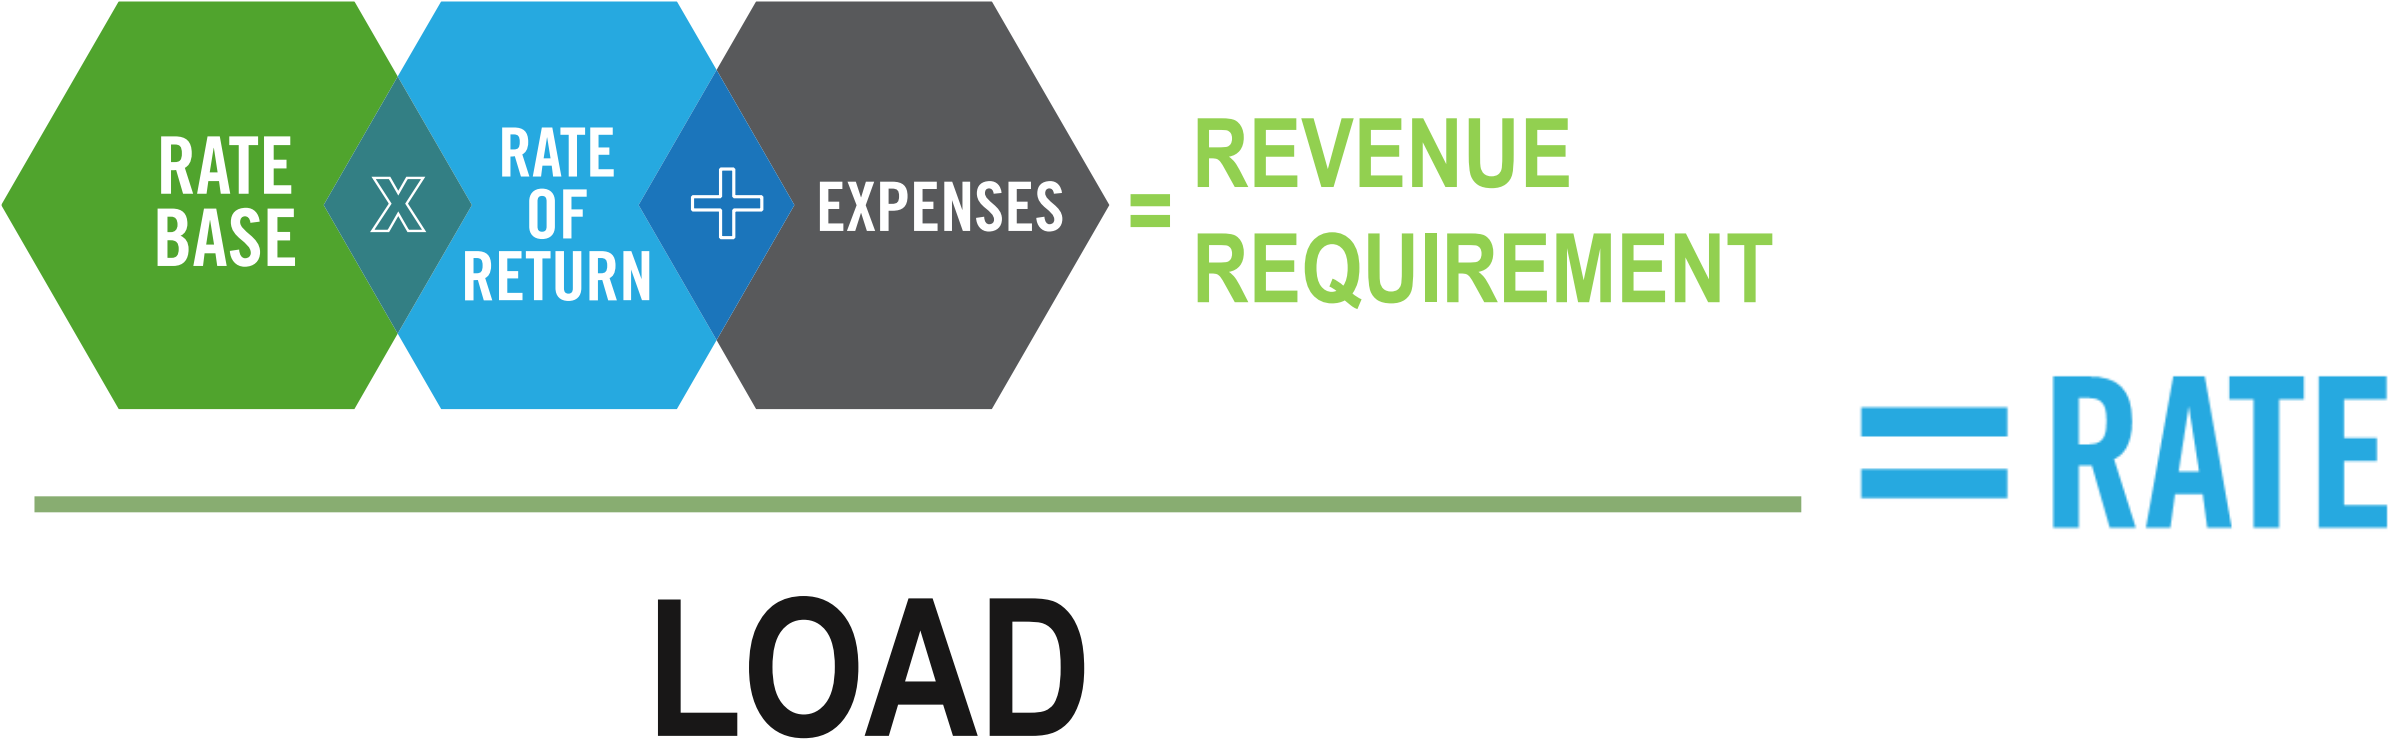 RATE
BASE
X
RATE
OF
RETURN
+
EXPENSES
= REVENUE
REQUIREMENT
= RATE
LOAD